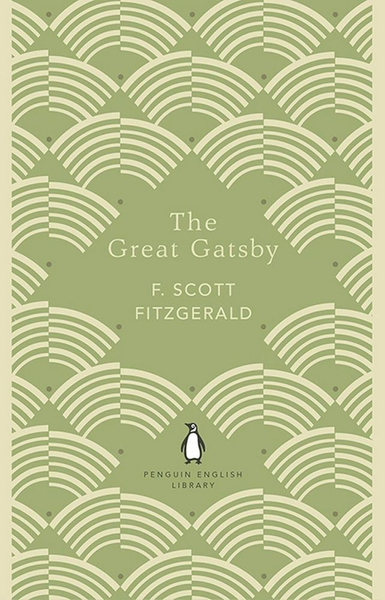 The
Great Gatsby
F. SCOTT
FITZGERALD
PENGUIN ENGLISH
LIBRARY